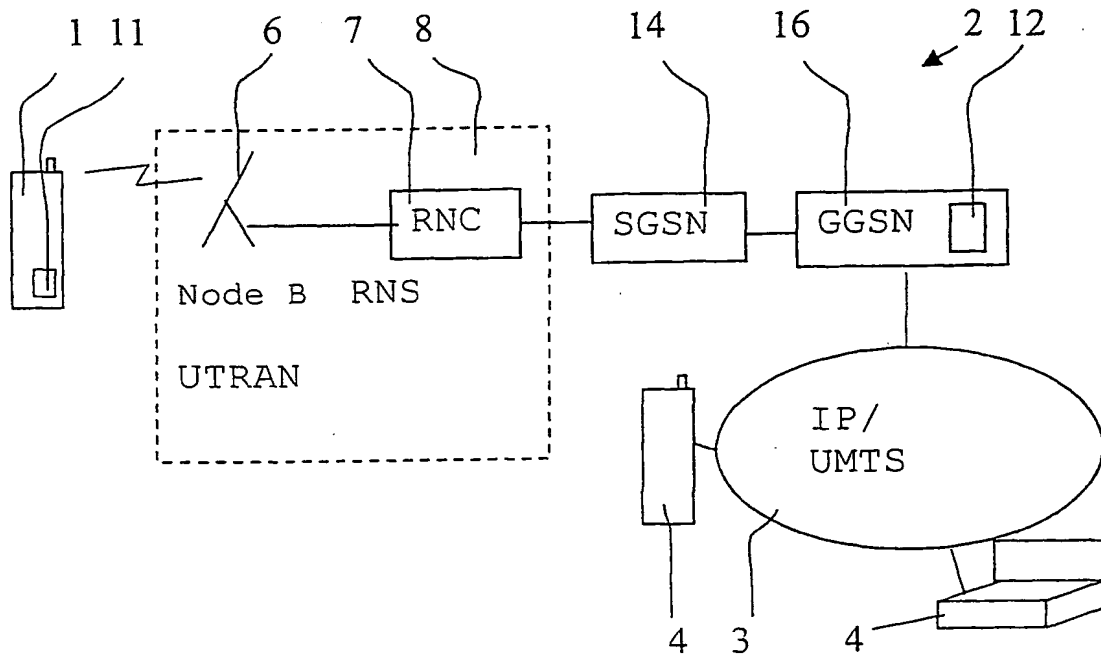 1 11 6 7 8 14 16 2 12
RNC SGSN GGSN
Node B RNS
UTRAN
IP/
UMTS
4 3 4